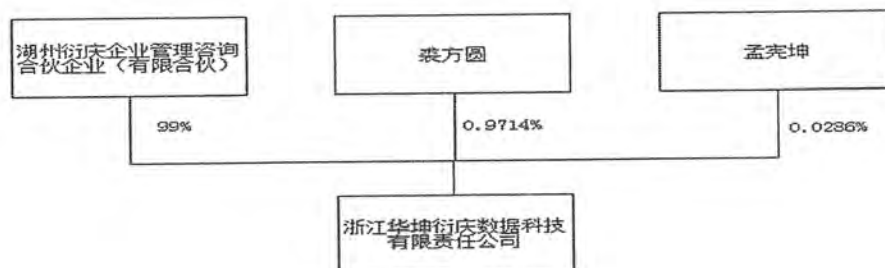 湖州衍庆企业管理咨询
合伙企业（有限合伙）
裘方圆
孟宪坤
99%
0.9714%
0.0286%
浙江华坤衍庆数据科技
有限责任公司